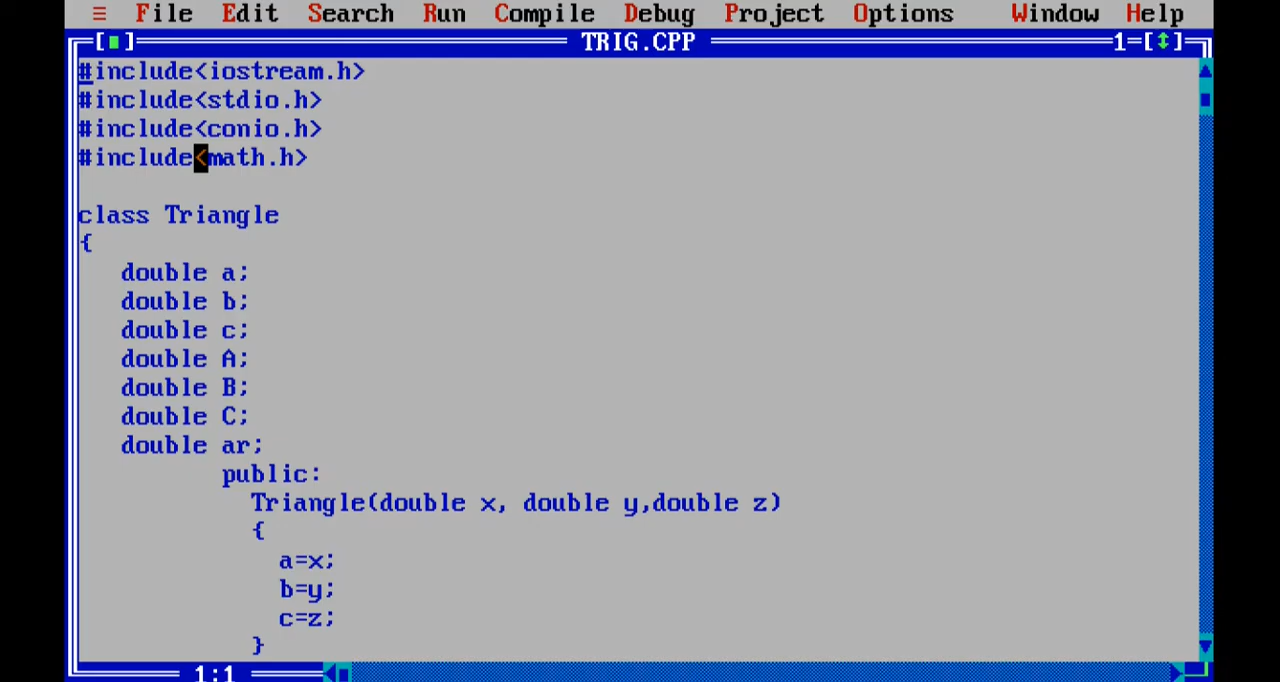 ≡ File Edit Search Run Compile Debug Project Options Window Help
[■] TRIG.CPP 1=[↕]
#include<iostream.h>
#include<stdio.h>
#include<conio.h>
#include<math.h>
class Triangle
{
double a;
double b;
double c;
double A;
double B;
double C;
double ar;
public:
Triangle(double x, double y,double z)
{
a=x;
b=y;
c=z;
}
1:1